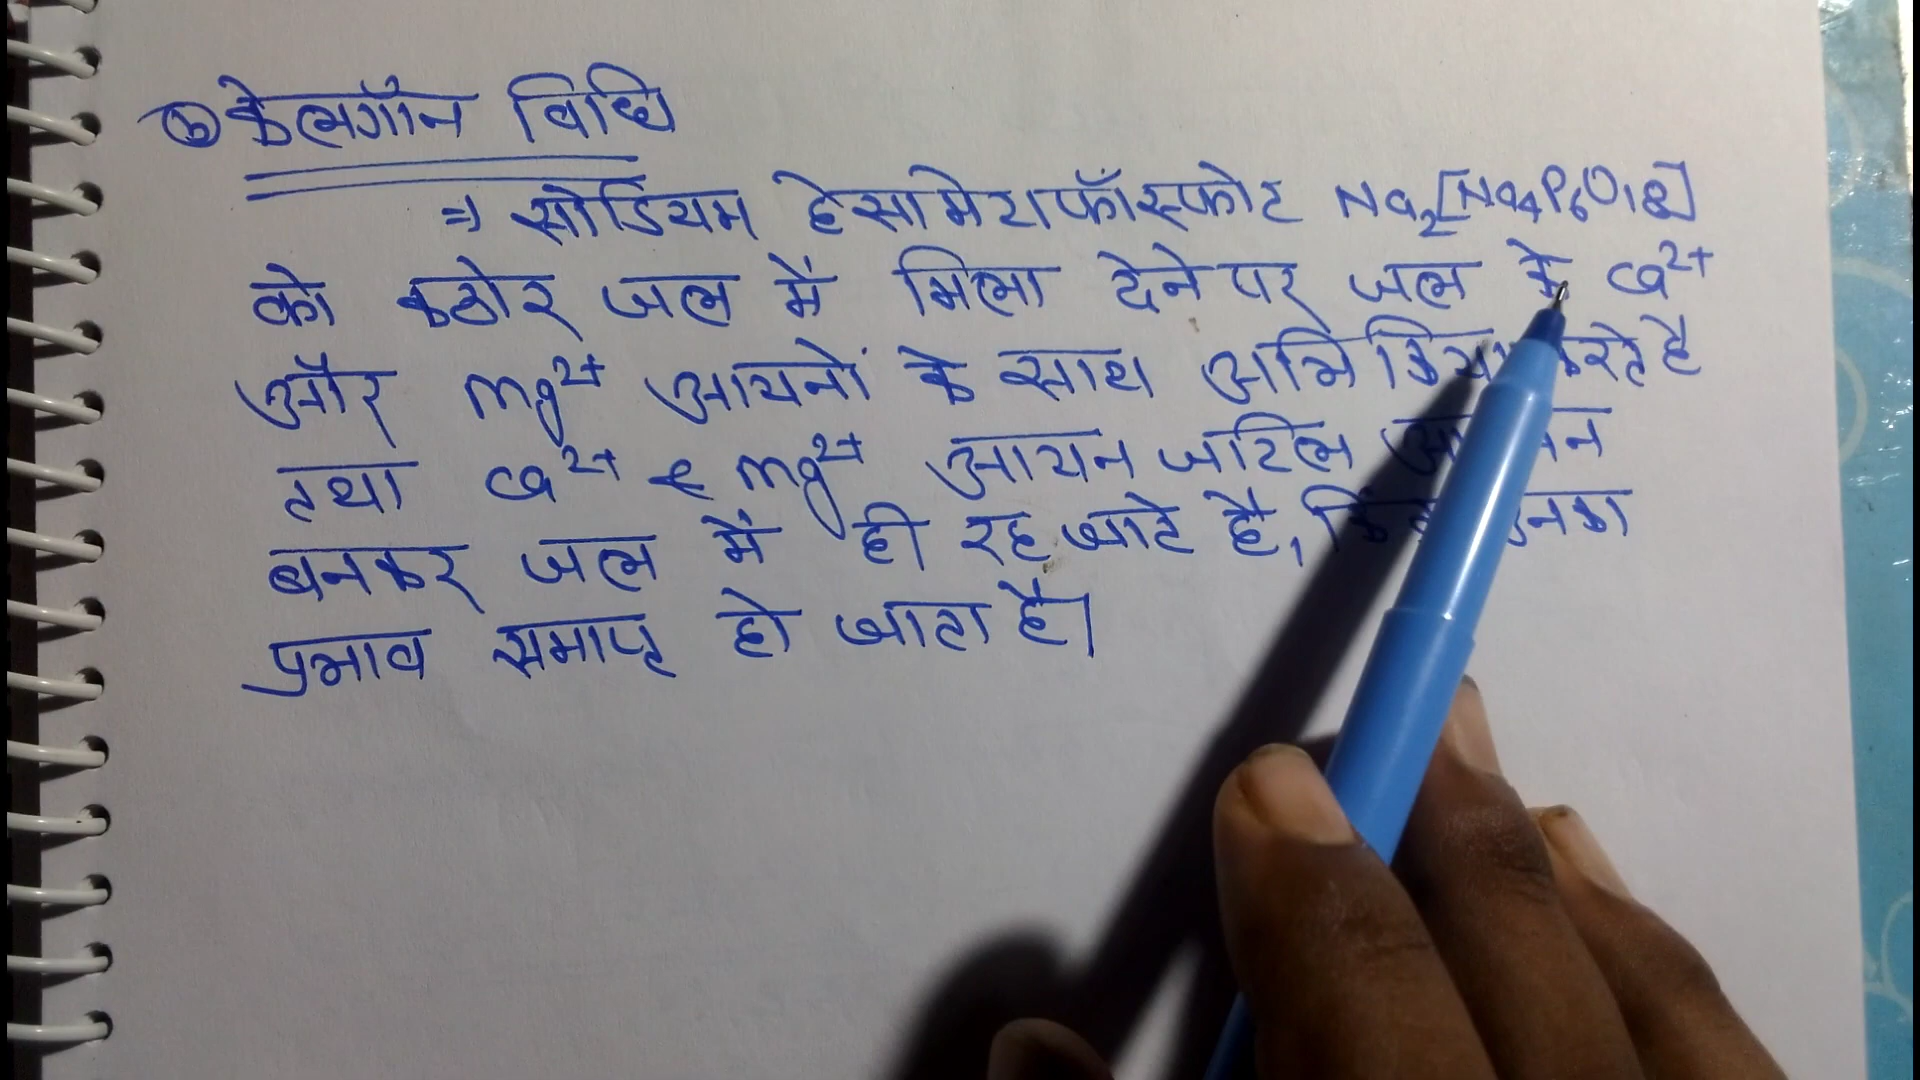 (b) केलगॉन विधि
⇒ सोडियम हेसामेटाफॉस्फोट Na₂[Na₄P₆O₁₈]
को कठोर जल में मिला देने पर जल के Ca²⁺
और Mg²⁺ आयनों के साथ अभिक्रिया करते है
तथा Ca²⁺ & Mg²⁺ आयन जटिल
बनकर जल में ही रह जाते है, उनका
प्रभाव समाप्त हो जाता है।